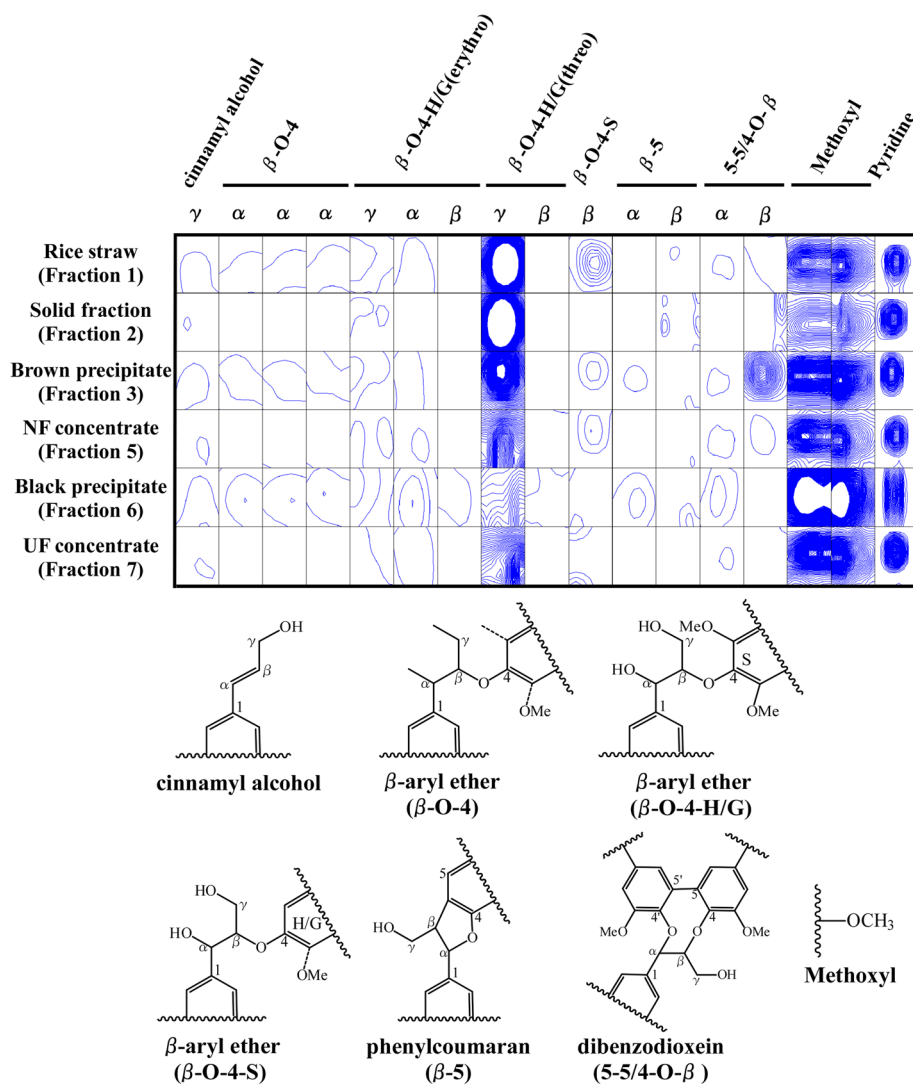 cinnamyl alcohol
β-O-4
β-O-4-H/G(erythro)
β-O-4-H/G(threo)
β-O-4-S
β-5
5-5/4-O-β
Methoxyl
Pyridine
γ α α α γ α β γ β β α β α β
Rice straw
(Fraction 1)
Solid fraction
(Fraction 2)
Brown precipitate
(Fraction 3)
NF concentrate
(Fraction 5)
Black precipitate
(Fraction 6)
UF concentrate
(Fraction 7)
OH
γ
β
α
1
cinnamyl alcohol
γ
α
β
O
4
OMe
1
β-aryl ether
(β-O-4)
HO
MeO
γ
S
HO
α
β
O
4
OMe
1
β-aryl ether
(β-O-4-H/G)
HO
γ
H/G
HO
α
β
O
4
OMe
1
β-aryl ether
(β-O-4-S)
5
HO
β
4
γ
α
O
1
phenylcoumaran
(β-5)
5'
5
4'
4
MeO
O
O
OMe
α
β
1
γ
OH
dibenzodioxein
(5-5/4-O-β )
OCH3
Methoxyl